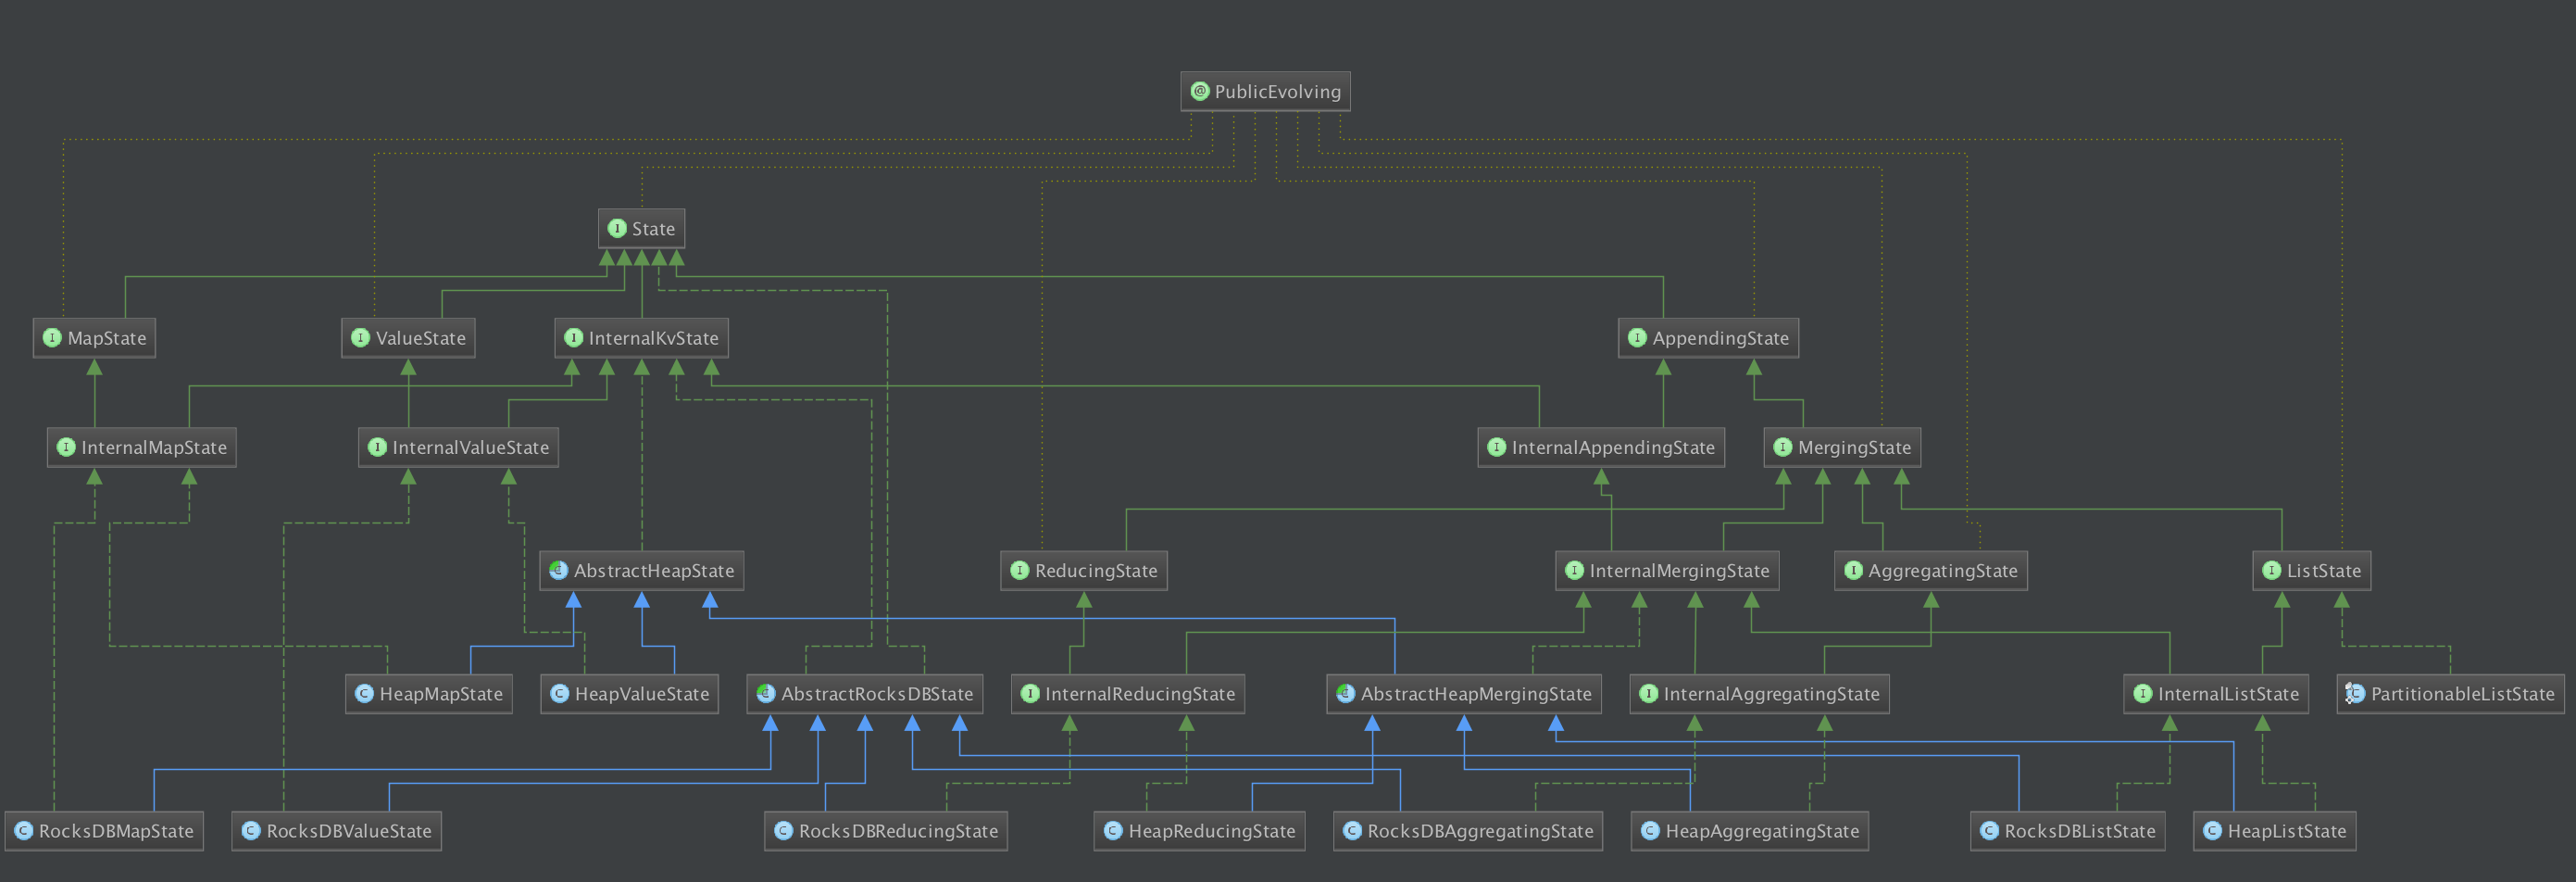 @ PublicEvolving
I State
I MapState
I ValueState
I InternalKvState
I AppendingState
I InternalMapState
I InternalValueState
I InternalAppendingState
I MergingState
C AbstractHeapState
I ReducingState
I InternalMergingState
I AggregatingState
I ListState
C HeapMapState
C HeapValueState
C AbstractRocksDBState
I InternalReducingState
C AbstractHeapMergingState
I InternalAggregatingState
I InternalListState
C PartitionableListState
C RocksDBMapState
C RocksDBValueState
C RocksDBReducingState
C HeapReducingState
C RocksDBAggregatingState
C HeapAggregatingState
C RocksDBListState
C HeapListState